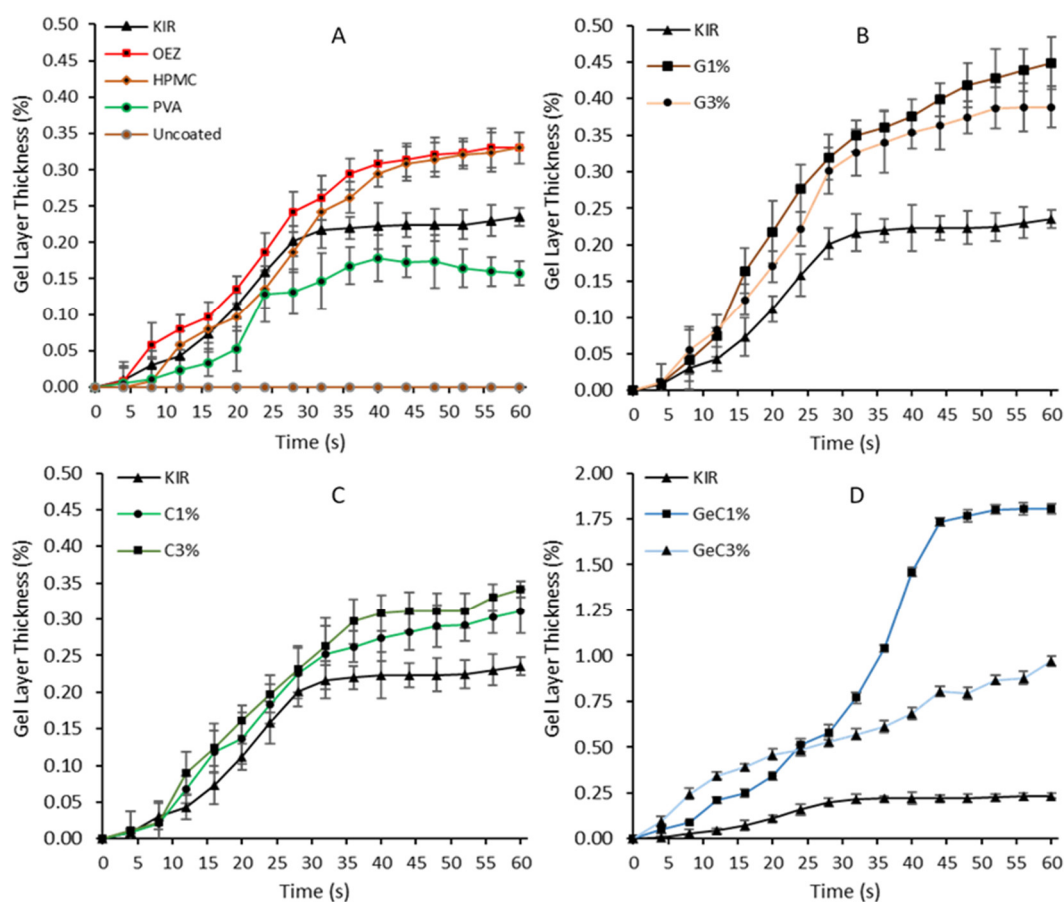 A
KIR
OEZ
HPMC
PVA
Uncoated
Gel Layer Thickness (%)
0.50
0.45
0.40
0.35
0.30
0.25
0.20
0.15
0.10
0.05
0.00
0 5 10 15 20 25 30 35 40 45 50 55 60
Time (s)
B
KIR
G1%
G3%
Gel Layer Thickness (%)
0.50
0.45
0.40
0.35
0.30
0.25
0.20
0.15
0.10
0.05
0.00
0 5 10 15 20 25 30 35 40 45 50 55 60
Time (s)
C
KIR
C1%
C3%
Gel Layer Thickness (%)
0.50
0.45
0.40
0.35
0.30
0.25
0.20
0.15
0.10
0.05
0.00
0 5 10 15 20 25 30 35 40 45 50 55 60
Time (s)
D
KIR
GeC1%
GeC3%
Gel Layer Thickness (%)
2.00
1.75
1.50
1.25
1.00
0.75
0.50
0.25
0.00
0 5 10 15 20 25 30 35 40 45 50 55 60
Time (s)